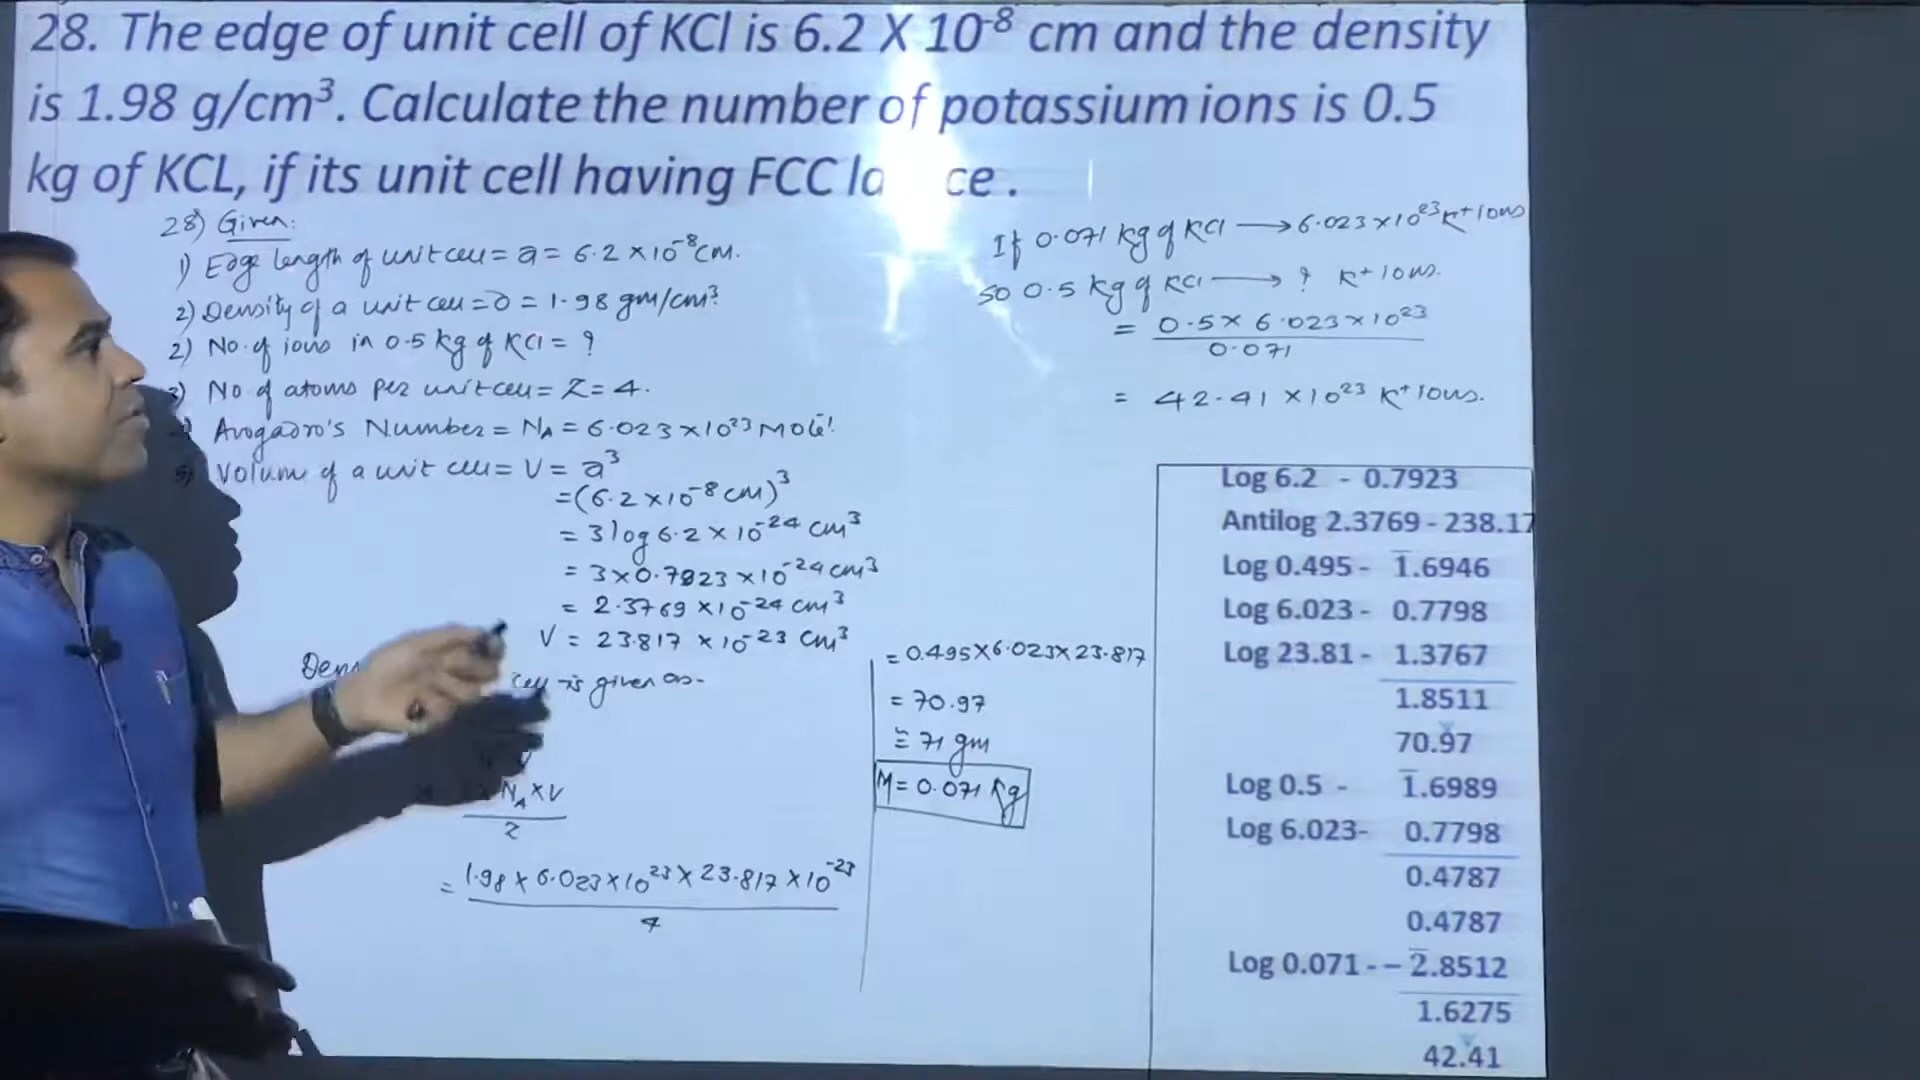 28. The edge of unit cell of KCl is 6.2 X 10⁻⁸ cm and the density
is 1.98 g/cm³. Calculate the number of potassium ions is 0.5
kg of KCL, if its unit cell having FCC la ce .
28) Given:
1) Edge length of unit cell = a = 6.2 × 10⁻⁸ cm.
2) Density of a unit cell = = 1.98 gm/cm³
2) No. of ions in 0.5 kg of KCl = ?
3) No of atoms per unit cell = Z = 4.
Avogadro's Number = N_A = 6.023 × 10²³ Mole⁻¹
5) Volume of a unit cell = V = a³
= (6.2 × 10⁻⁸ cm)³
= 3 log 6.2 × 10⁻²⁴ cm³
= 3 × 0.7923 × 10⁻²⁴ cm³
= 2.3769 × 10⁻²⁴ cm³
V = 23.817 × 10⁻²³ cm³
Den cell is given as-
N_A × V
2
= 1.98 × 6.023 × 10²³ × 23.817 × 10⁻²³
4
= 0.495 × 6.023 × 23.817
= 70.97
≅ 71 gm
M = 0.071 Kg
If 0.071 kg of KCl → 6.023 × 10²³ K⁺ ions
so 0.5 kg of KCl → ? K⁺ ions.
= 0.5 × 6.023 × 10²³
0.071
= 42.41 × 10²³ K⁺ ions.
Log 6.2 - 0.7923
Antilog 2.3769 - 238.17
Log 0.495 - 1̅.6946
Log 6.023 - 0.7798
Log 23.81 - 1.3767
1.8511
70.97
Log 0.5 - 1̅.6989
Log 6.023- 0.7798
0.4787
0.4787
Log 0.071 - - 2̅.8512
1.6275
42.41